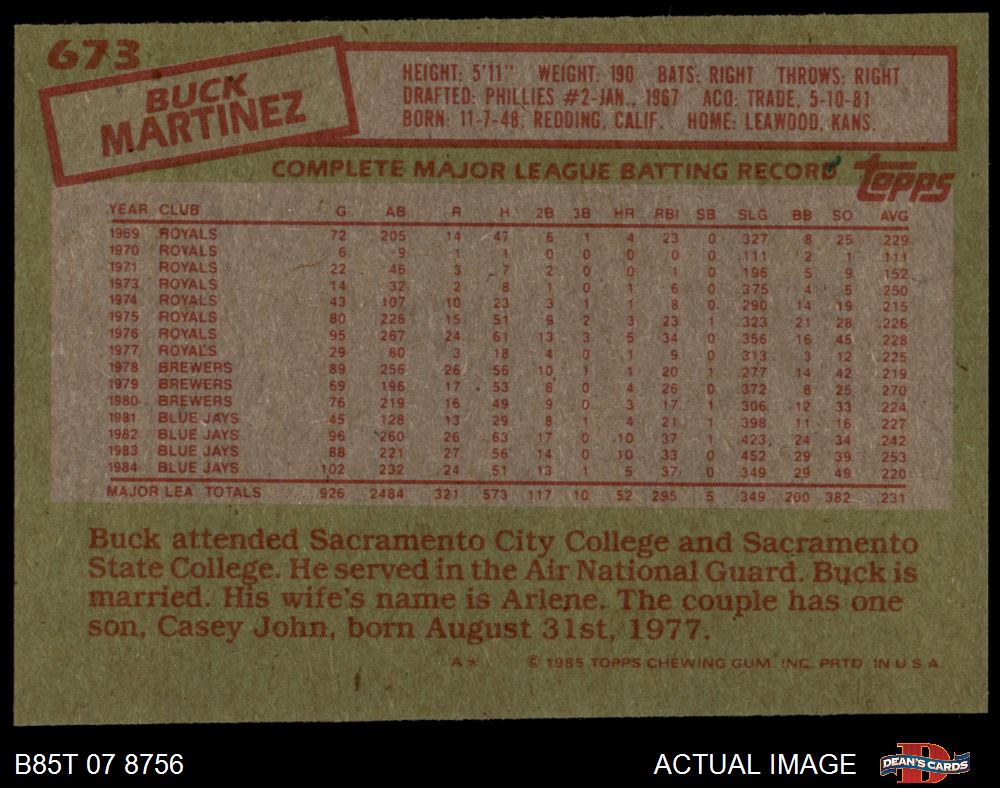 673
BUCK
MARTINEZ
HEIGHT: 5'11" WEIGHT: 190 BATS: RIGHT THROWS: RIGHT
DRAFTED: PHILLIES #2-JAN., 1967 ACQ: TRADE, 5-10-81
BORN: 11-7-48, REDDING, CALIF. HOME: LEAWOOD, KANS.
COMPLETE MAJOR LEAGUE BATTING RECORD topps
YEAR CLUB G AB R H 2B 3B HR RBI SB SLG BB SO AVG
1969 ROYALS 72 205 14 47 6 1 4 23 0 .327 8 25 .229
1970 ROYALS 6 9 1 1 0 0 0 0 0 .111 2 1 .111
1971 ROYALS 22 46 3 7 2 0 0 1 0 .196 5 9 .152
1973 ROYALS 14 32 2 8 1 0 1 6 0 .375 4 5 .250
1974 ROYALS 43 107 10 23 3 1 1 8 0 .290 14 19 .215
1975 ROYALS 80 226 15 51 9 2 3 23 1 .323 21 28 .226
1976 ROYALS 95 267 24 61 13 3 5 34 0 .356 16 45 .228
1977 ROYALS 29 80 3 18 4 0 1 9 0 .313 3 12 .225
1978 BREWERS 89 256 26 56 10 1 1 20 1 .277 14 42 .219
1979 BREWERS 69 196 17 53 8 0 4 26 0 .372 8 25 .270
1980 BREWERS 76 219 16 49 9 0 3 17 1 .306 12 33 .224
1981 BLUE JAYS 45 128 13 29 8 1 4 21 1 .398 11 16 .227
1982 BLUE JAYS 96 260 26 63 17 0 10 37 1 .423 24 34 .242
1983 BLUE JAYS 88 221 27 56 14 0 10 33 0 .452 29 39 .253
1984 BLUE JAYS 102 232 24 51 13 1 5 37 0 .349 29 49 .220
MAJOR LEA. TOTALS 926 2484 321 573 117 10 52 295 5 .349 200 382 .231
Buck attended Sacramento City College and Sacramento
State College. He served in the Air National Guard. Buck is
married. His wife's name is Arlene. The couple has one
son, Casey John, born August 31st, 1977.
A* © 1985 TOPPS CHEWING GUM, INC. PRTD. IN U.S.A.
B85T 07 8756 ACTUAL IMAGE DEAN'S CARDS